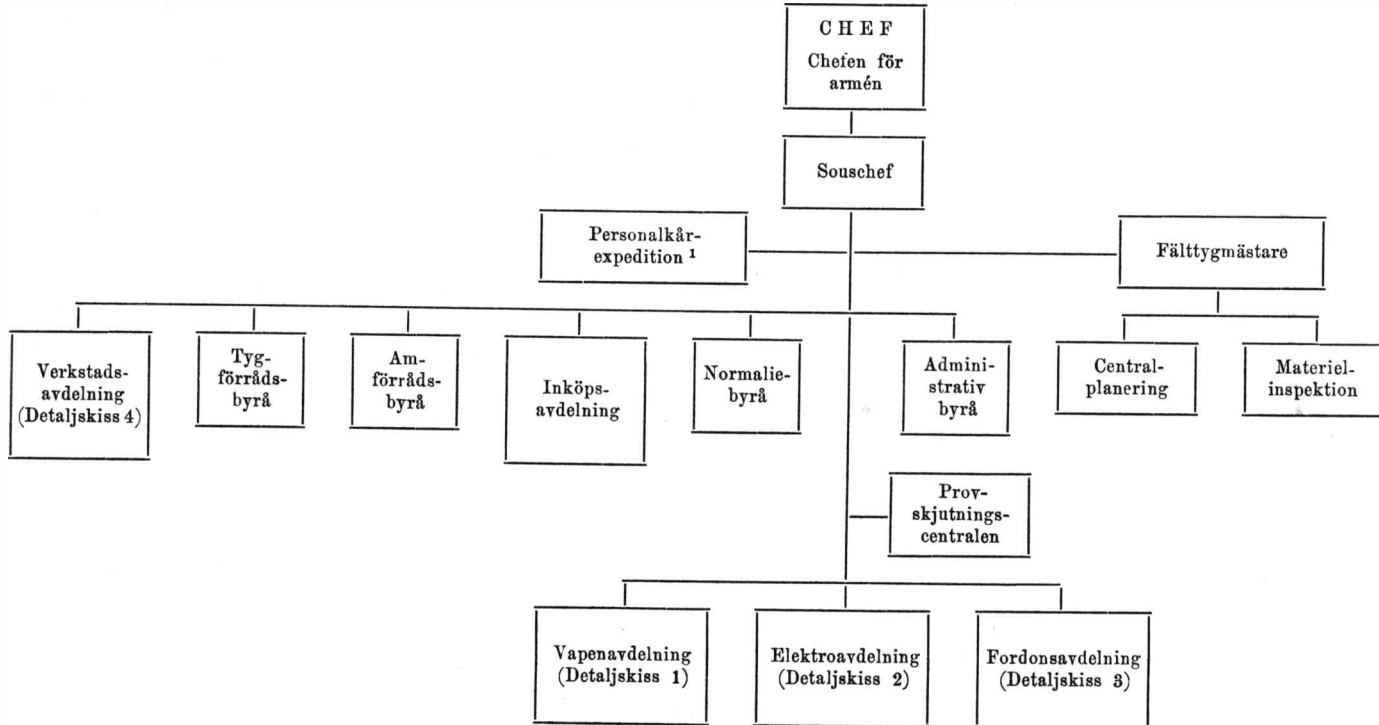 CHEF
Chefen för
armén
Souschef
Personalkår-
expedition ¹
Fälttygmästare
Verkstads-
avdelning
(Detaljskiss 4)
Tyg-
förråds-
byrå
Am-
förråds-
byrå
Inköps-
avdelning
Normalie-
byrå
Admini-
strativ
byrå
Central-
planering
Materiel-
inspektion
Prov-
skjutnings-
centralen
Vapenavdelning
(Detaljskiss 1)
Elektroavdelning
(Detaljskiss 2)
Fordonsavdelning
(Detaljskiss 3)